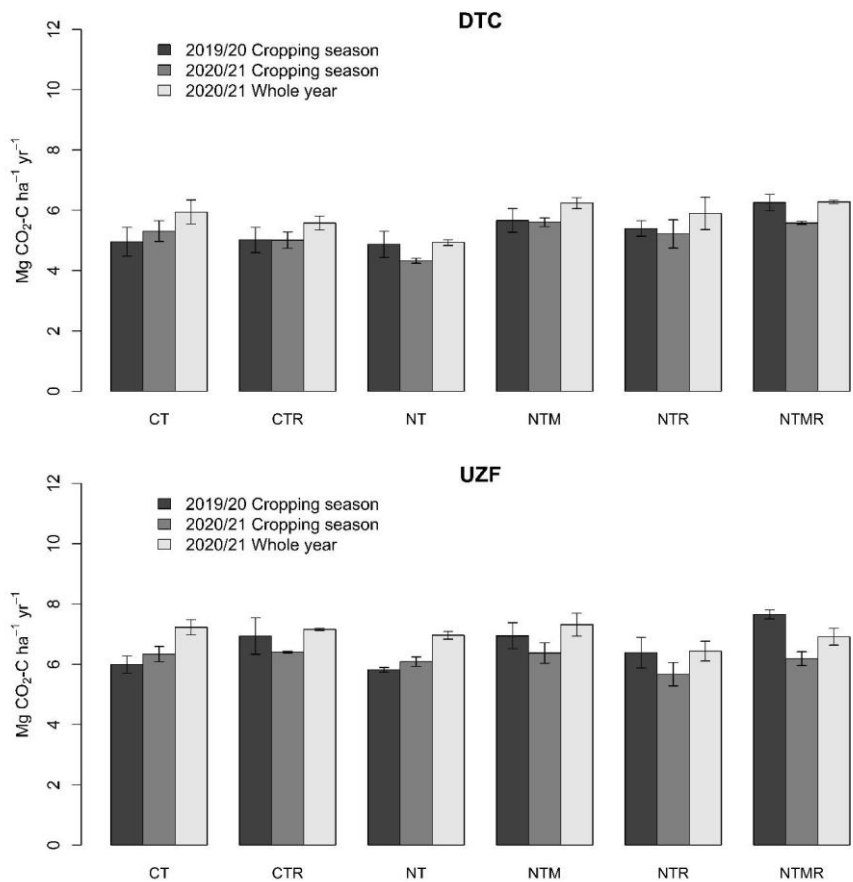 DTC
12
10
8
6
4
2
0
Mg CO₂-C ha⁻¹ yr⁻¹
2019/20 Cropping season
2020/21 Cropping season
2020/21 Whole year
CT CTR NT NTM NTR NTMR
UZF
12
10
8
6
4
2
0
Mg CO₂-C ha⁻¹ yr⁻¹
2019/20 Cropping season
2020/21 Cropping season
2020/21 Whole year
CT CTR NT NTM NTR NTMR